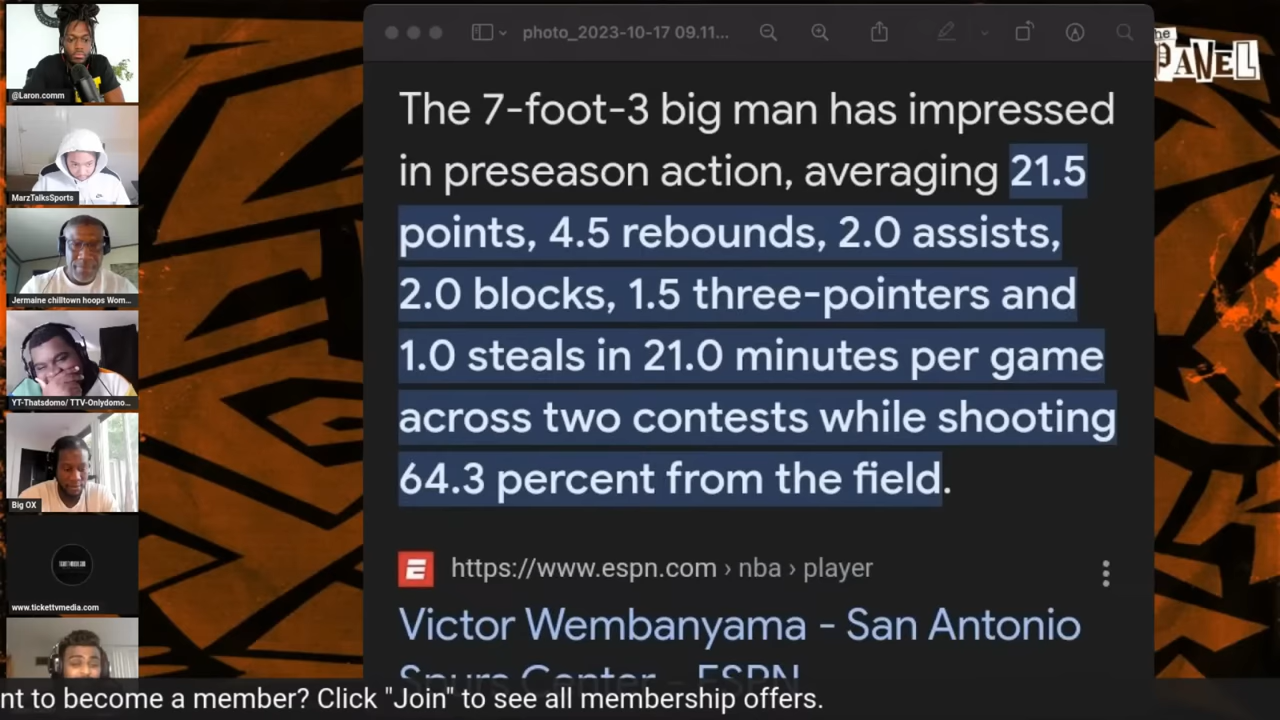 photo_2023-10-17 09.11...
the
PANEL
The 7-foot-3 big man has impressed
in preseason action, averaging 21.5
points, 4.5 rebounds, 2.0 assists,
2.0 blocks, 1.5 three-pointers and
1.0 steals in 21.0 minutes per game
across two contests while shooting
64.3 percent from the field.
https://www.espn.com › nba › player
Victor Wembanyama - San Antonio
Spurs Center - ESPN
@Laron.comm
MarzTalksSports
Jermaine chilltown hoops Wom...
YT-Thatsdomo/ TTV-Onlydomo...
Big OX
www.tickettvmedia.com
nt to become a member? Click "Join" to see all membership offers.